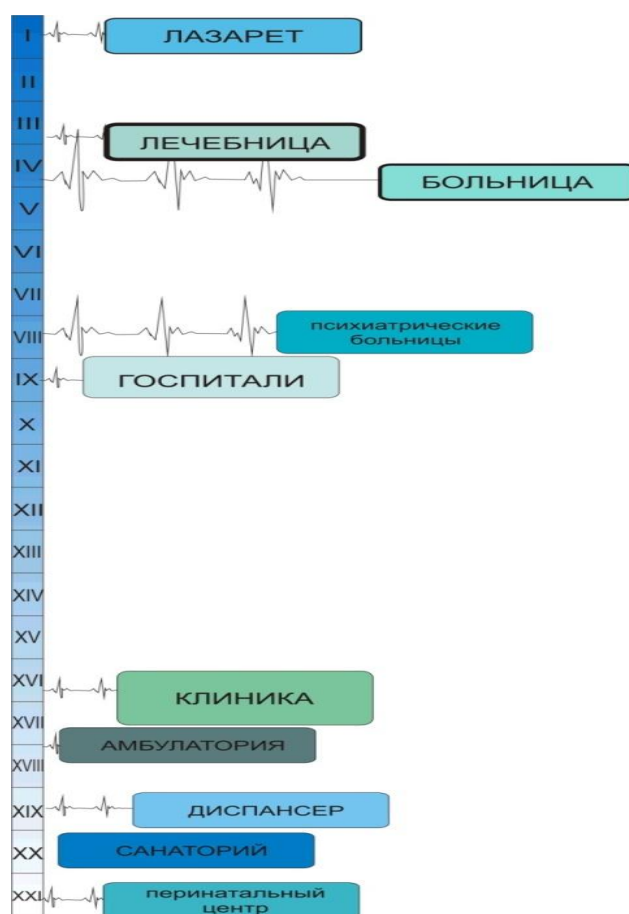 I
ЛАЗАРЕТ
II
III
ЛЕЧЕБНИЦА
IV
БОЛЬНИЦА
V
VI
VII
VIII
психиатрические
больницы
IX
ГОСПИТАЛИ
X
XI
XII
XIII
XIV
XV
XVI
КЛИНИКА
XVII
АМБУЛАТОРИЯ
XVIII
XIX
ДИСПАНСЕР
XX
САНАТОРИЙ
XXI
перинатальный
центр